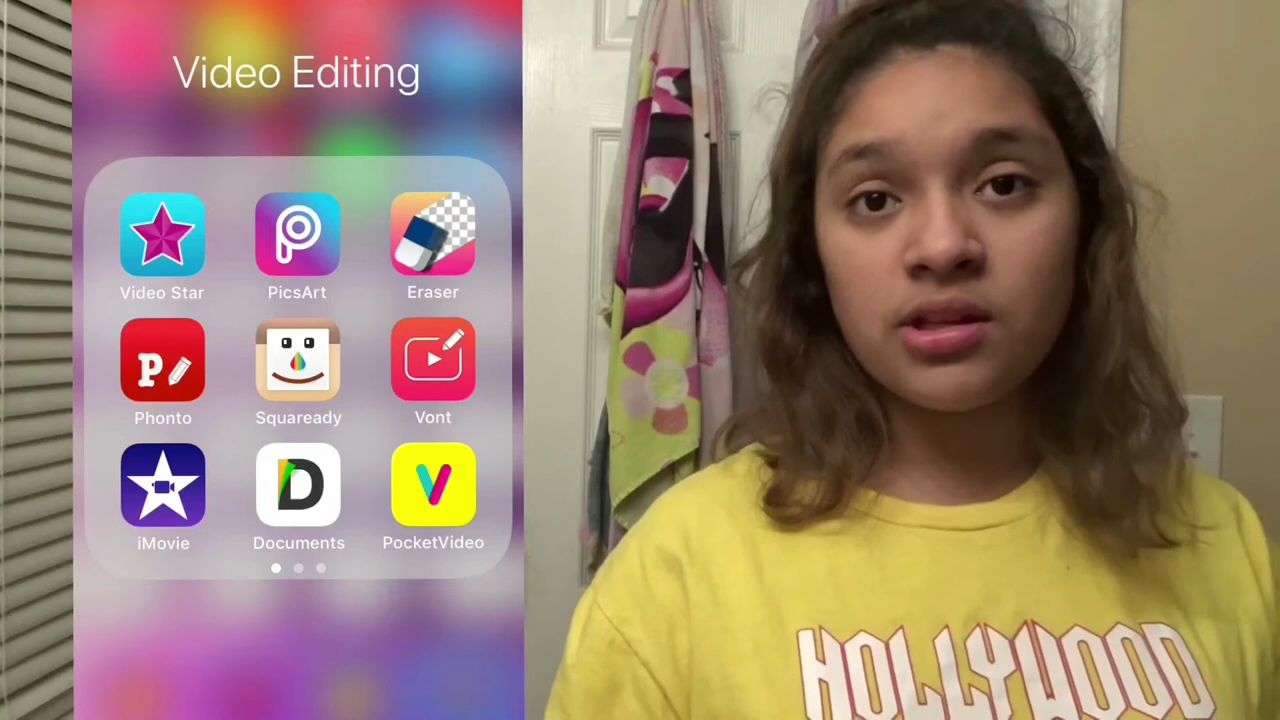 Video Editing
Video Star PicsArt Eraser
P
Phonto Squaready Vont
D V
iMovie Documents PocketVideo
HOLLYWOOD